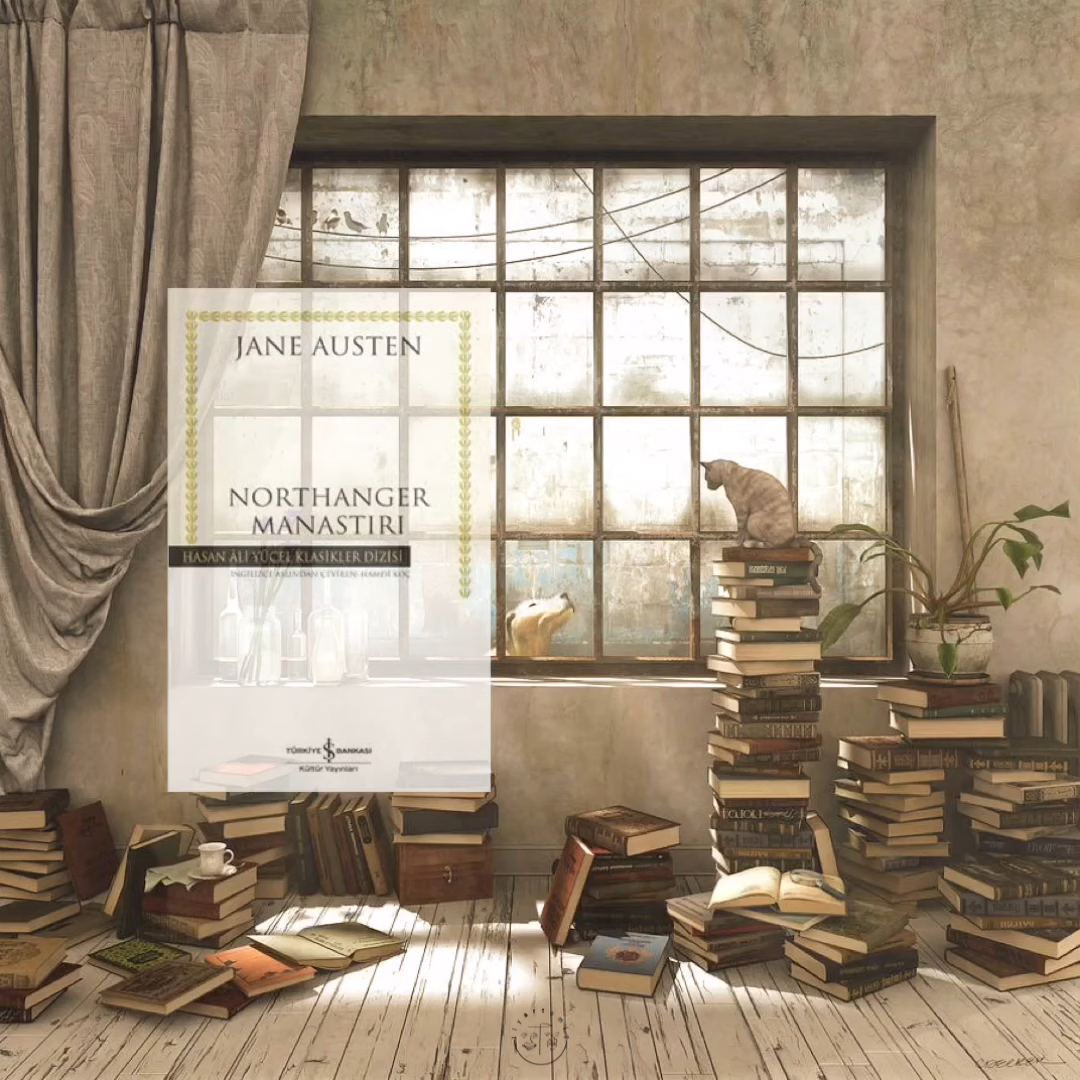 JANE AUSTEN
NORTHANGER
MANASTIRI
HASAN ÂLİ YÜCEL KLASİKLER DİZİSİ
İNGİLİZCE ASLINDAN ÇEVİREN: HAMDİ KOÇ
TÜRKİYE İŞ BANKASI
Kültür Yayınları